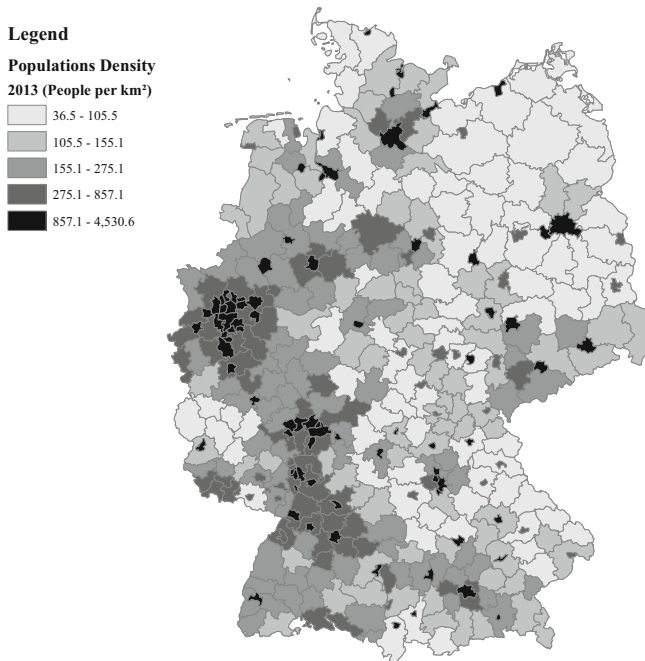 Legend
Populations Density
2013 (People per km²)
36.5 - 105.5
105.5 - 155.1
155.1 - 275.1
275.1 - 857.1
857.1 - 4,530.6